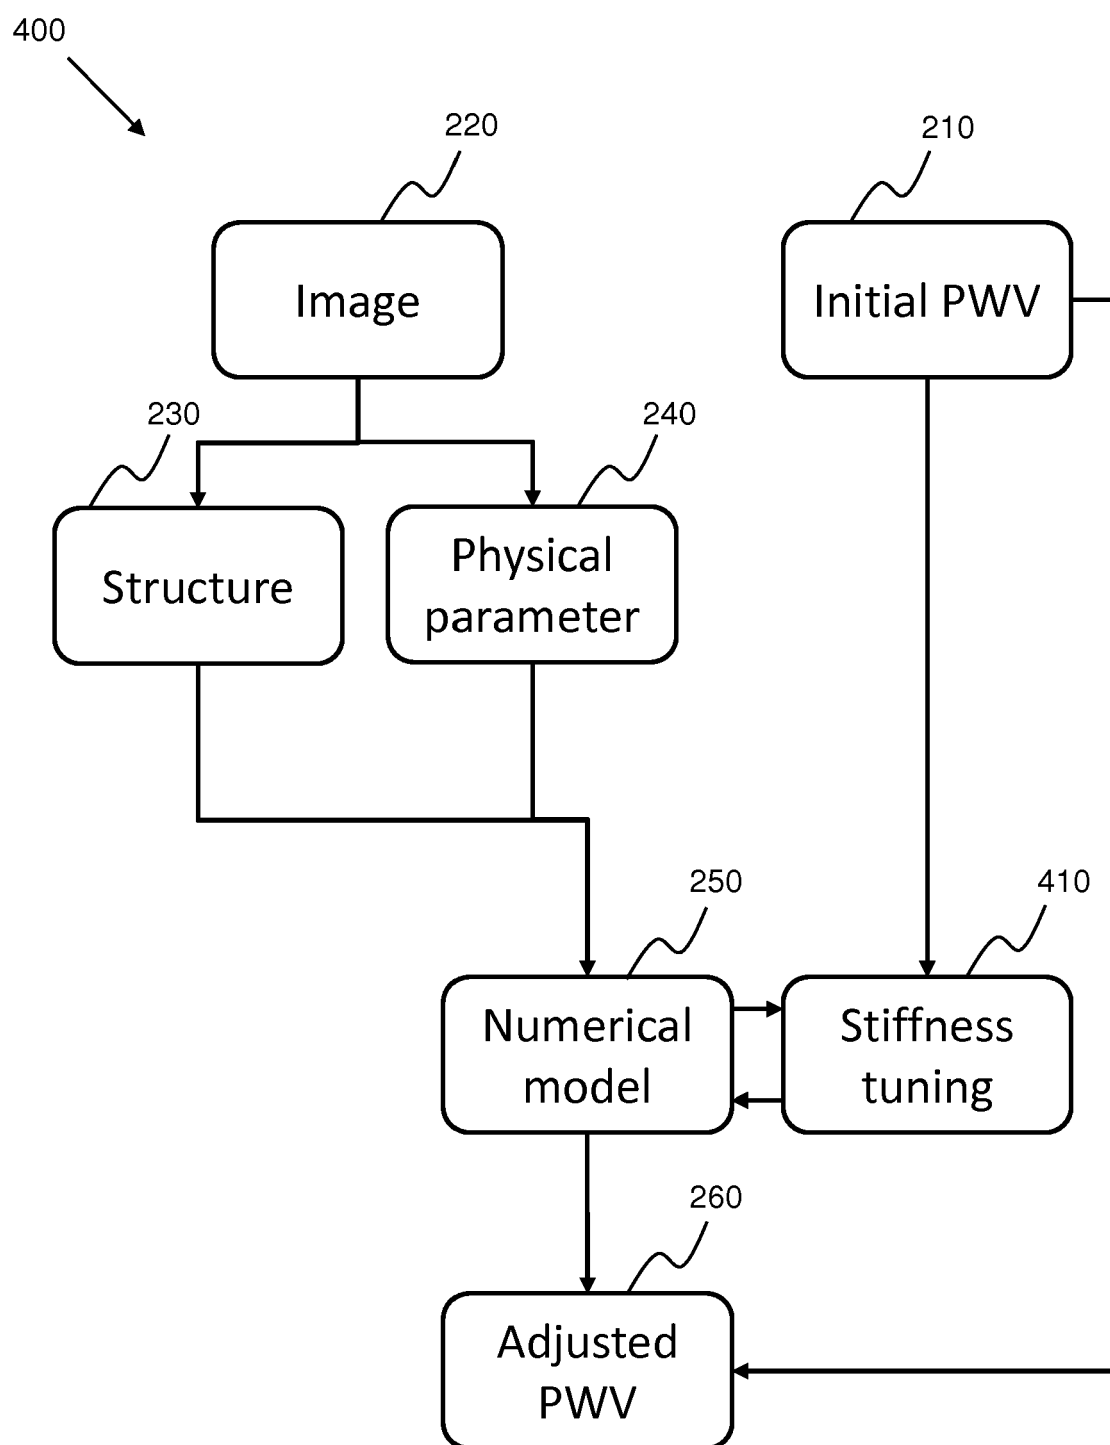 400
220
210
Image
Initial PWV
230
240
Structure
Physical
parameter
250
410
Numerical
model
Stiffness
tuning
260
Adjusted
PWV